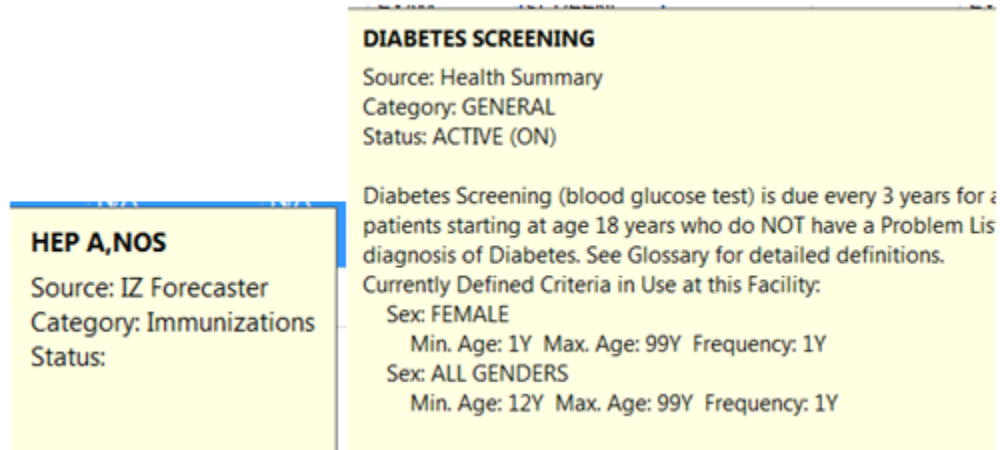 HEP A,NOS
Source: IZ Forecaster
Category: Immunizations
Status:
DIABETES SCREENING
Source: Health Summary
Category: GENERAL
Status: ACTIVE (ON)
Diabetes Screening (blood glucose test) is due every 3 years for
patients starting at age 18 years who do NOT have a Problem Lis
diagnosis of Diabetes. See Glossary for detailed definitions.
Currently Defined Criteria in Use at this Facility:
Sex: FEMALE
Min. Age: 1Y Max. Age: 99Y Frequency: 1Y
Sex: ALL GENDERS
Min. Age: 12Y Max. Age: 99Y Frequency: 1Y